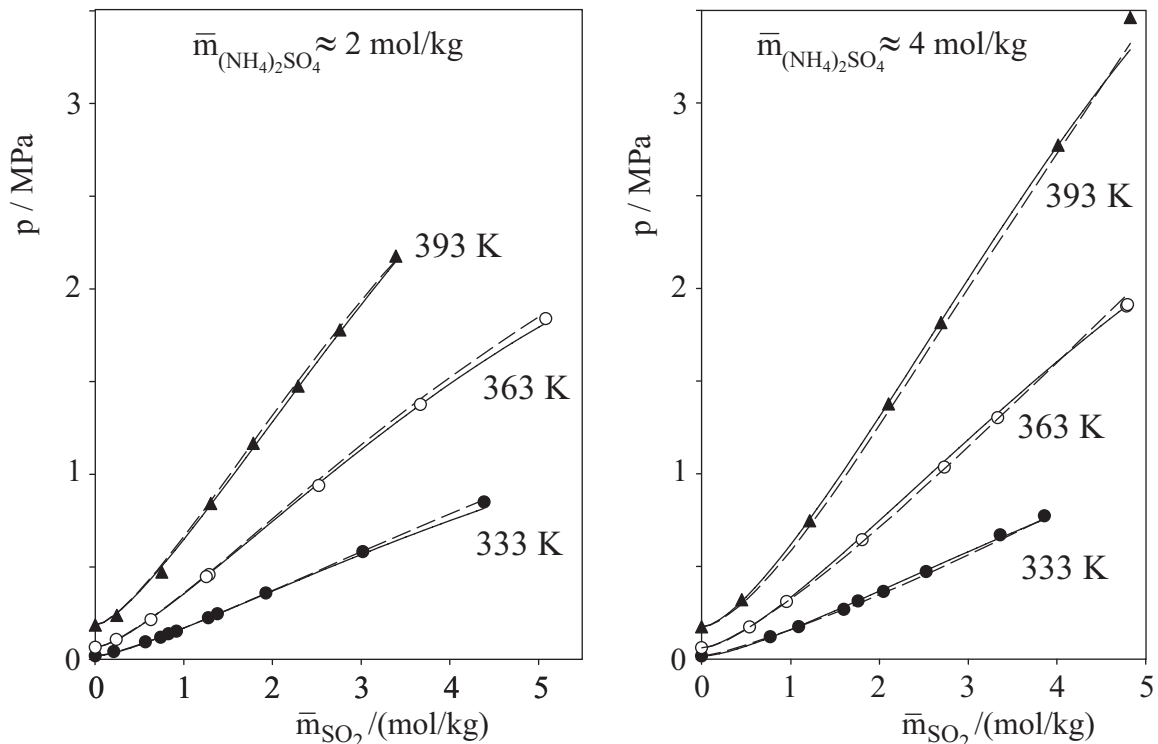 m̅(NH₄)₂SO₄ ≈ 2 mol/kg
3
2
1
0
p / MPa
393 K
363 K
333 K
0 1 2 3 4 5
m̅SO₂ /(mol/kg)
m̅(NH₄)₂SO₄ ≈ 4 mol/kg
3
2
1
0
p / MPa
393 K
363 K
333 K
0 1 2 3 4 5
m̅SO₂ /(mol/kg)